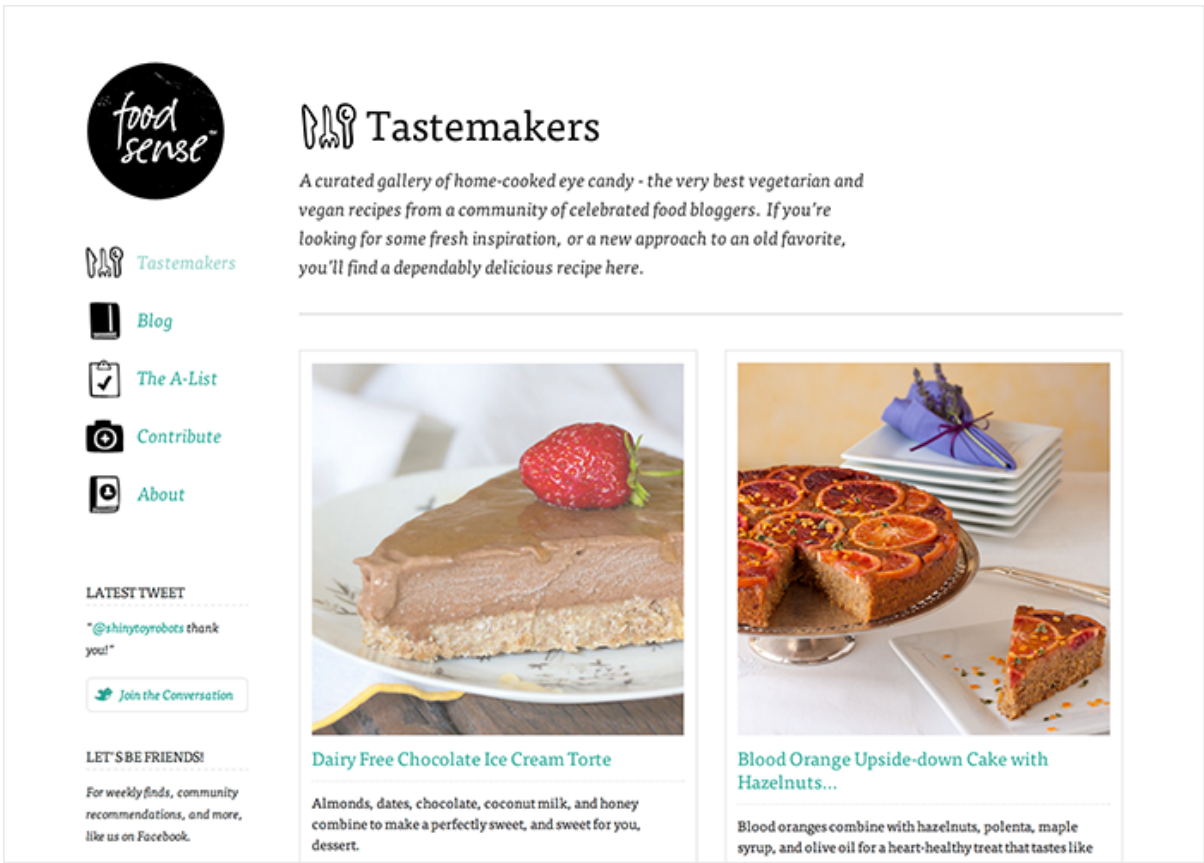 food
sense™
Tastemakers
Blog
The A-List
Contribute
About
LATEST TWEET
"@shinytoyrobots thank
you!"
Join the Conversation
LET'S BE FRIENDS!
For weekly finds, community
recommendations, and more,
like us on Facebook.
Tastemakers
A curated gallery of home-cooked eye candy - the very best vegetarian and
vegan recipes from a community of celebrated food bloggers. If you're
looking for some fresh inspiration, or a new approach to an old favorite,
you'll find a dependably delicious recipe here.
Dairy Free Chocolate Ice Cream Torte
Almonds, dates, chocolate, coconut milk, and honey
combine to make a perfectly sweet, and sweet for you,
dessert.
Blood Orange Upside-down Cake with
Hazelnuts...
Blood oranges combine with hazelnuts, polenta, maple
syrup, and olive oil for a heart-healthy treat that tastes like